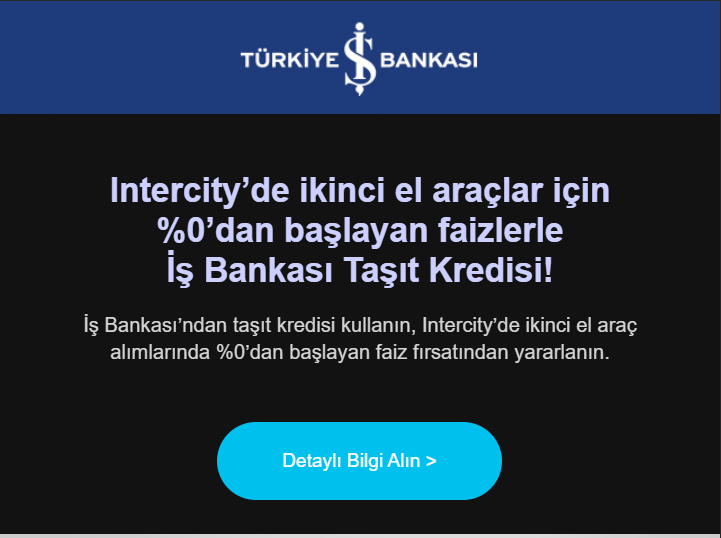 TÜRKİYE İŞ BANKASI
Intercity’de ikinci el araçlar için
%0’dan başlayan faizlerle
İş Bankası Taşıt Kredisi!
İş Bankası’ndan taşıt kredisi kullanın, Intercity’de ikinci el araç
alımlarında %0’dan başlayan faiz fırsatından yararlanın.
Detaylı Bilgi Alın >